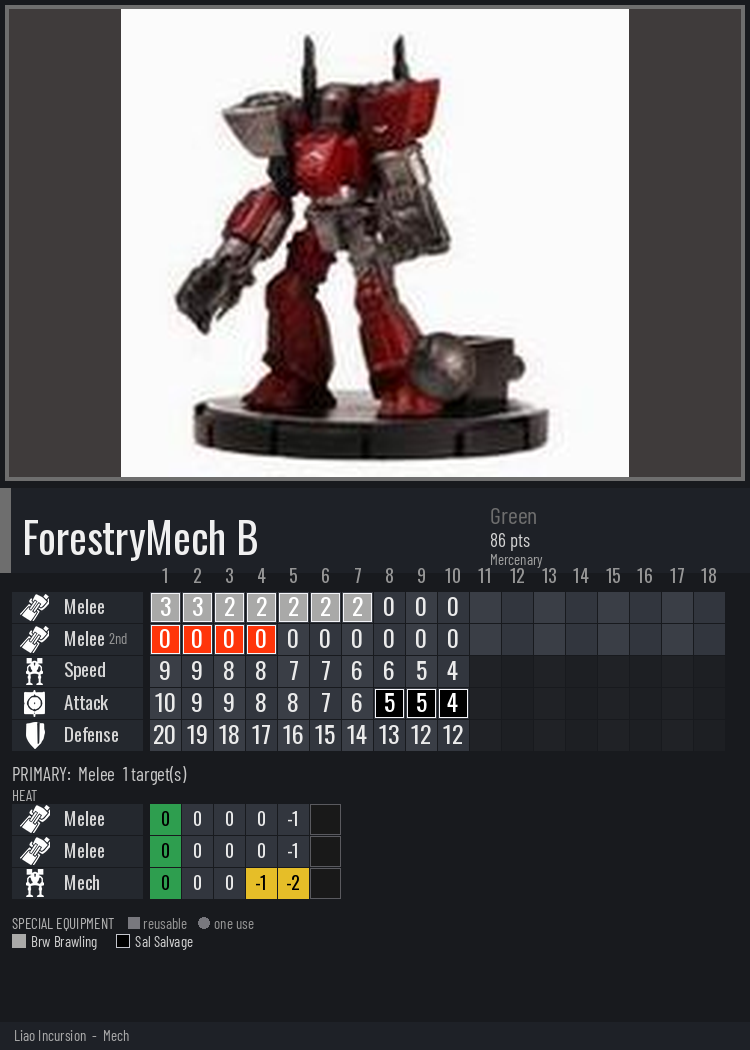 ForestryMech B
Green
86 pts
Mercenary
1 2 3 4 5 6 7 8 9 10 11 12 13 14 15 16 17 18
Melee 3 3 2 2 2 2 2 0 0 0
Melee 2nd 0 0 0 0 0 0 0 0 0 0
Speed 9 9 8 8 7 7 6 6 5 4
Attack 10 9 9 8 8 7 6 5 5 4
Defense 20 19 18 17 16 15 14 13 12 12
PRIMARY: Melee 1 target(s)
HEAT
Melee 0 0 0 0 -1
Melee 0 0 0 0 -1
Mech 0 0 0 -1 -2
SPECIAL EQUIPMENT reusable one use
Brw Brawling Sal Salvage
Liao Incursion - Mech